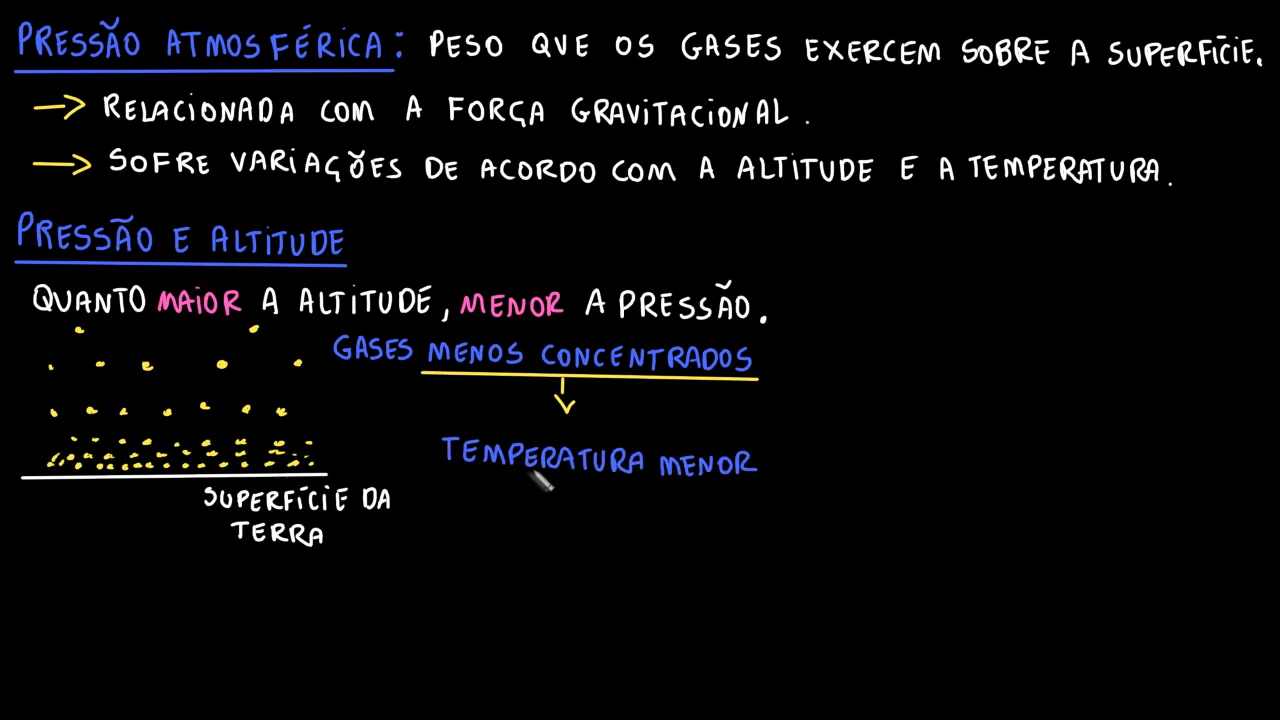 PRESSÃO ATMOSFÉRICA: PESO QUE OS GASES EXERCEM SOBRE A SUPERFÍCIE.
→ RELACIONADA COM A FORÇA GRAVITACIONAL.
→ SOFRE VARIAÇÕES DE ACORDO COM A ALTITUDE E A TEMPERATURA.
PRESSÃO E ALTITUDE
QUANTO MAIOR A ALTITUDE, MENOR A PRESSÃO.
GASES MENOS CONCENTRADOS
TEMPERATURA MENOR
SUPERFÍCIE DA
TERRA